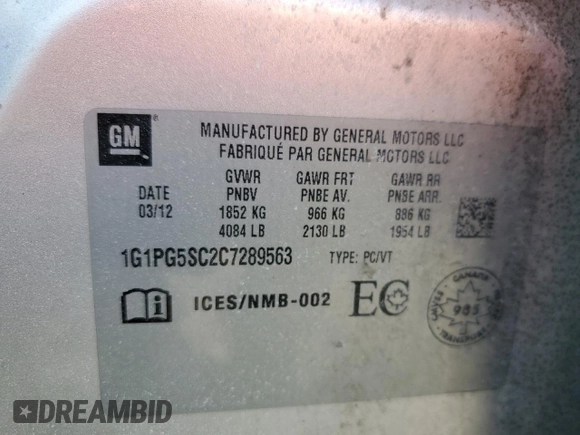 GM ®
MANUFACTURED BY GENERAL MOTORS LLC
FABRIQUÉ PAR GENERAL MOTORS LLC
GVWR GAWR FRT GAWR RR
DATE PNBV PNBE AV. PNBE ARR.
03/12 1852 KG 966 KG 886 KG
4084 LB 2130 LB 1954 LB
1G1PG5SC2C7289563 TYPE: PC/VT
i ICES/NMB-002 EC
985
DREAMBID